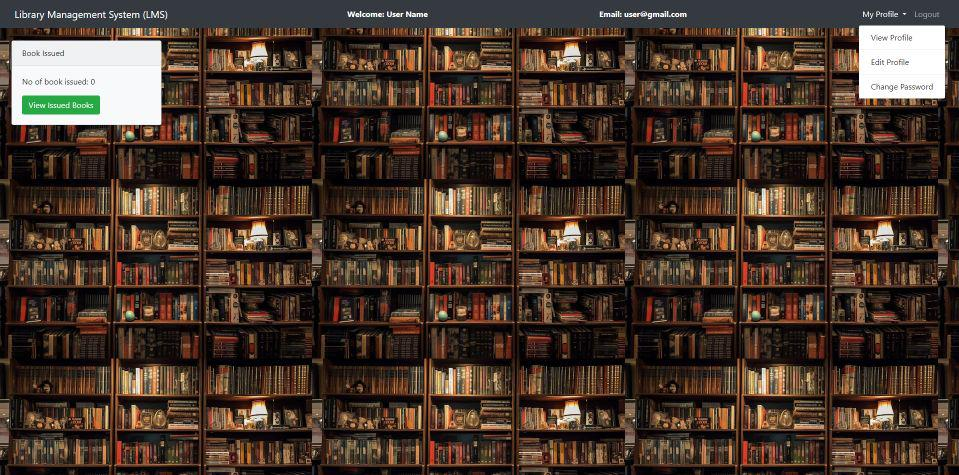 Library Management System (LMS)
Welcome: User Name
Email: user@gmail.com
My Profile
Logout
View Profile
Edit Profile
Change Password
Book Issued
No of book issued: 0
View Issued Books